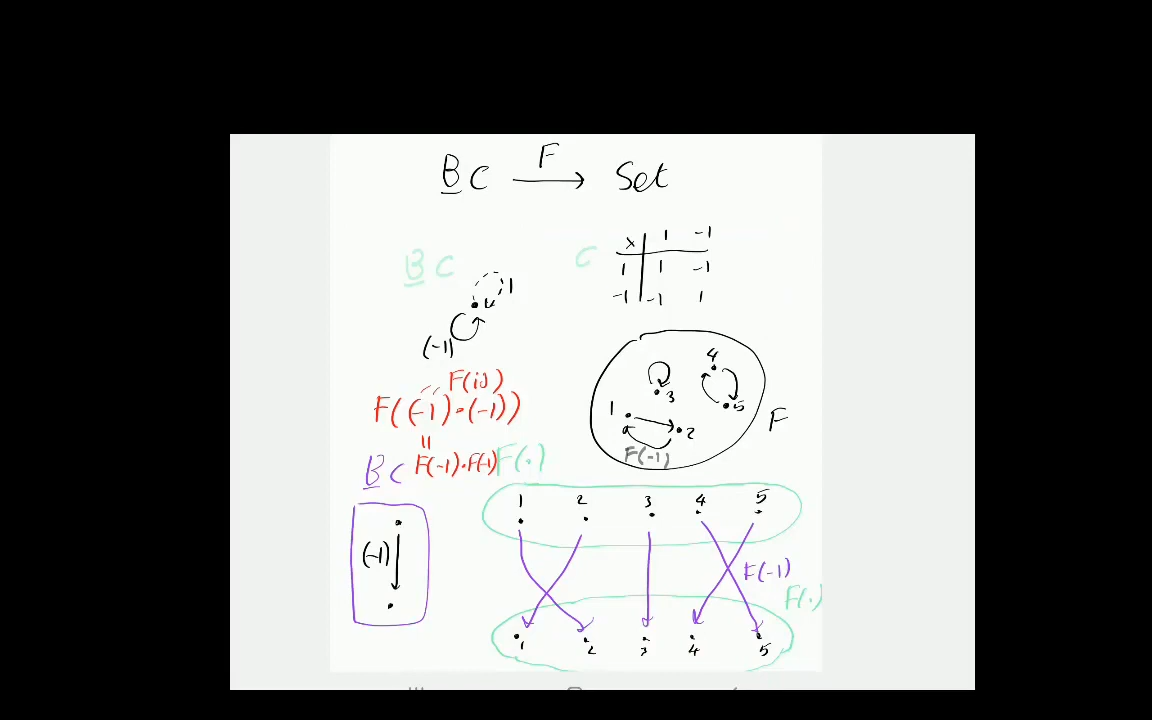 BC F→ Set
BC
C
x 1 -1
1 1 -1
-1 -1 1
1
(-1)
F(id)
F((-1)·(-1))
=
F(-1)·F(-1)
4
3
5
1
2
F(-1)
F
BC
F(·)
1 2 3 4 5
(-1)
F(-1)
F(·)
1 2 3 4 5